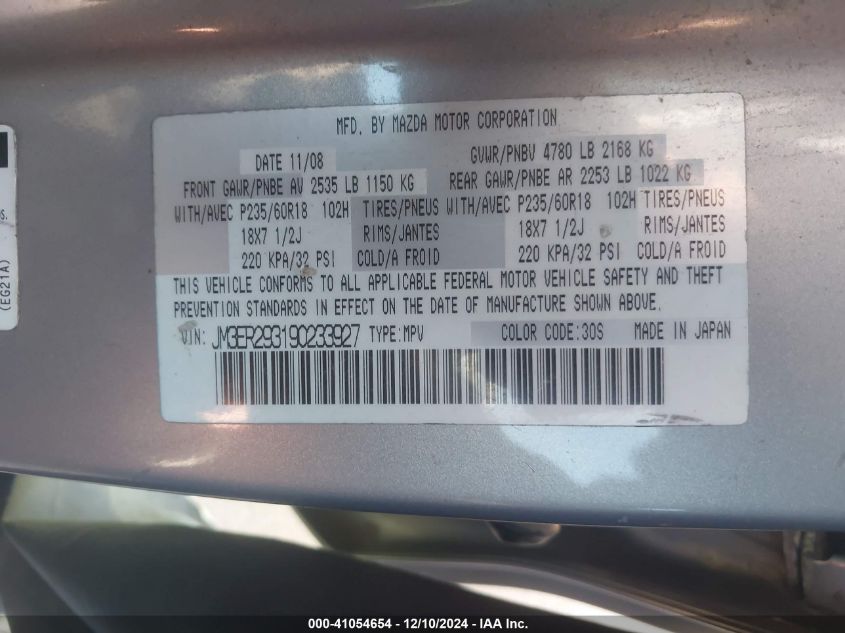 MFD. BY MAZDA MOTOR CORPORATION
DATE 11/08 GVWR/PNBV 4780 LB 2168 KG
FRONT GAWR/PNBE AV 2535 LB 1150 KG REAR GAWR/PNBE AR 2253 LB 1022 KG
WITH/AVEC P235/60R18 102H TIRES/PNEUS WITH/AVEC P235/60R18 102H TIRES/PNEUS
18X7 1/2J RIMS/JANTES 18X7 1/2J RIMS/JANTES
220 KPA/32 PSI COLD/A FROID 220 KPA/32 PSI COLD/A FROID
THIS VEHICLE CONFORMS TO ALL APPLICABLE FEDERAL MOTOR VEHICLE SAFETY AND THEFT
PREVENTION STANDARDS IN EFFECT ON THE DATE OF MANUFACTURE SHOWN ABOVE.
VIN: JM3ER293190233927 TYPE:MPV COLOR CODE:30S MADE IN JAPAN
(EG21A)
000-41054654 - 12/10/2024 - IAA Inc.